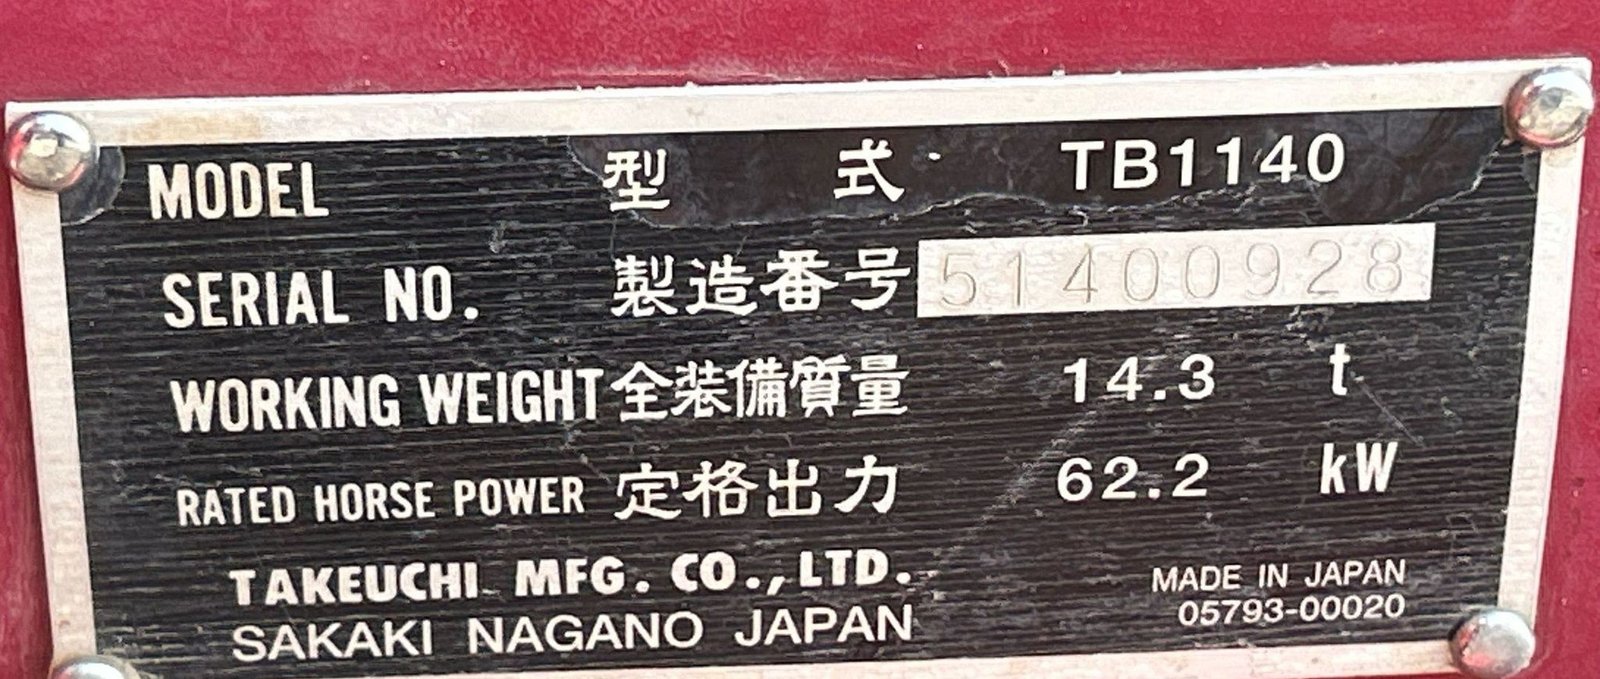 MODEL 型 式 TB1140
SERIAL NO. 製造番号 51400928
WORKING WEIGHT 全装備質量 14.3 t
RATED HORSE POWER 定格出力 62.2 kW
TAKEUCHI MFG. CO., LTD.
SAKAKI NAGANO JAPAN
MADE IN JAPAN
05793-00020